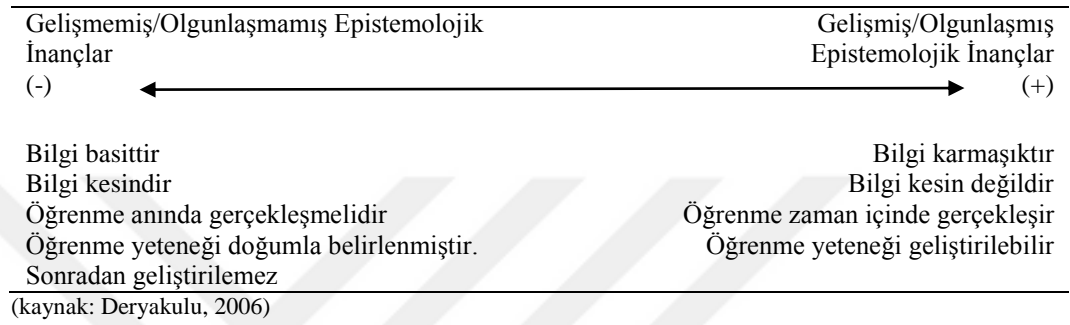 Gelişmemiş/Olgunlaşmamış Epistemolojik Gelişmiş/Olgunlaşmış
İnançlar Epistemolojik İnançlar
(-) (+)
Bilgi basittir Bilgi karmaşıktır
Bilgi kesindir Bilgi kesin değildir
Öğrenme anında gerçekleşmelidir Öğrenme zaman içinde gerçekleşir
Öğrenme yeteneği doğumla belirlenmiştir. Öğrenme yeteneği geliştirilebilir
Sonradan geliştirilemez
(kaynak: Deryakulu, 2006)